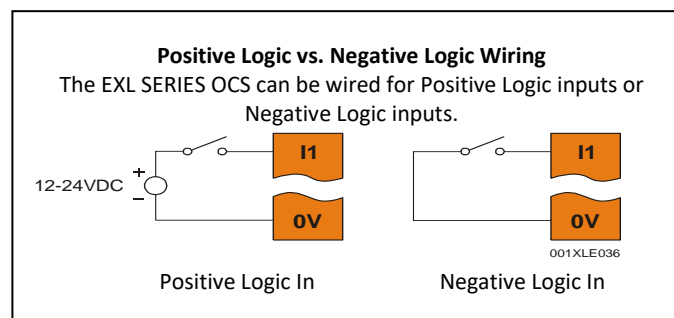 Positive Logic vs. Negative Logic Wiring
The EXL SERIES OCS can be wired for Positive Logic inputs or
Negative Logic inputs.
I1
+
12-24VDC
–
0V
I1
0V
001XLE036
Positive Logic In
Negative Logic In